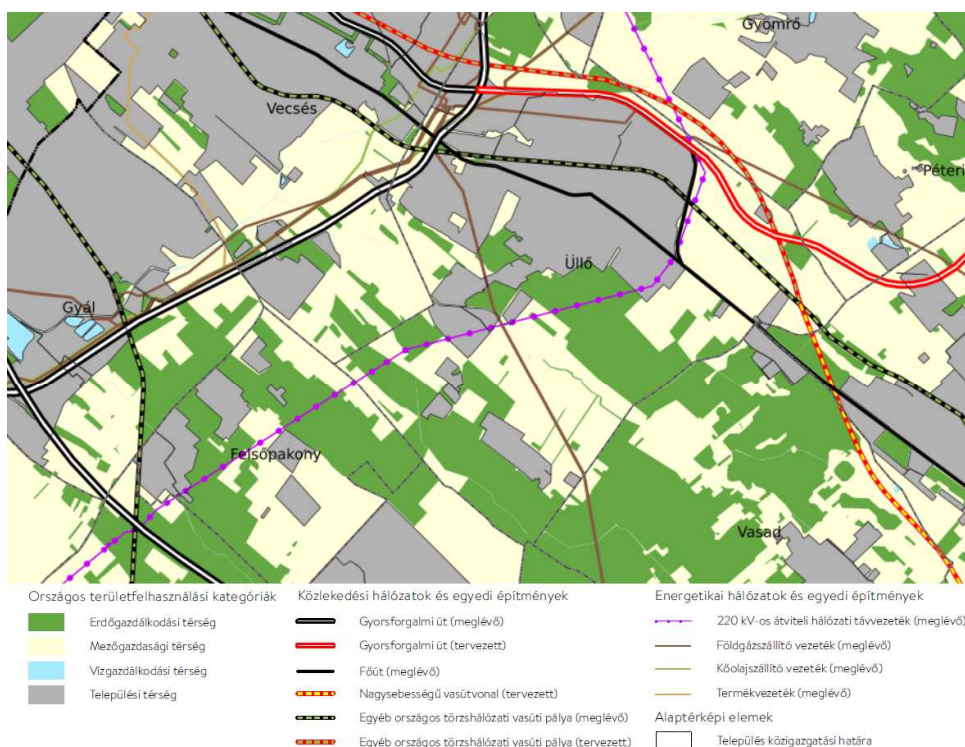 Gyömrő
Vecsés
Péteri
Üllő
Gyál
Felsőpakony
Vasad
Országos területfelhasználási kategóriák
Erdőgazdálkodási térség
Mezőgazdasági térség
Vízgazdálkodási térség
Települési térség
Közlekedési hálózatok és egyedi építmények
Gyorsforgalmi út (meglévő)
Gyorsforgalmi út (tervezett)
Főút (meglévő)
Nagysebességű vasútvonal (tervezett)
Egyéb országos törzshálózati vasúti pálya (meglévő)
Egyéb országos törzshálózati vasúti pálya (tervezett)
Energetikai hálózatok és egyedi építmények
220 kV-os átviteli hálózati távvezeték (meglévő)
Földgázszállító vezeték (meglévő)
Kőolajszállító vezeték (meglévő)
Termékvezeték (meglévő)
Alaptérképi elemek
Település közigazgatási határa